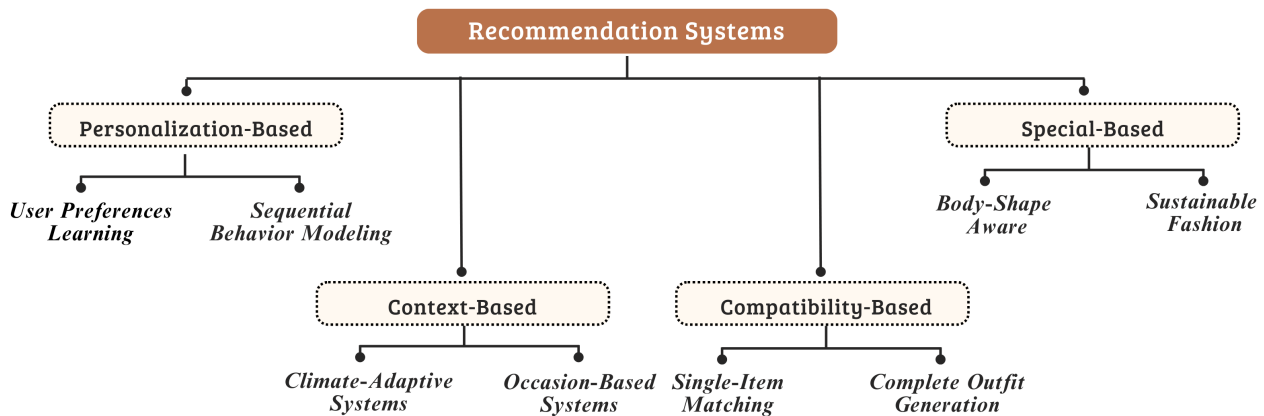 Recommendation Systems
Personalization-Based
Special-Based
User Preferences
Learning
Sequential
Behavior Modeling
Body-Shape
Aware
Sustainable
Fashion
Context-Based
Compatibility-Based
Climate-Adaptive
Systems
Occasion-Based
Systems
Single-Item
Matching
Complete Outfit
Generation